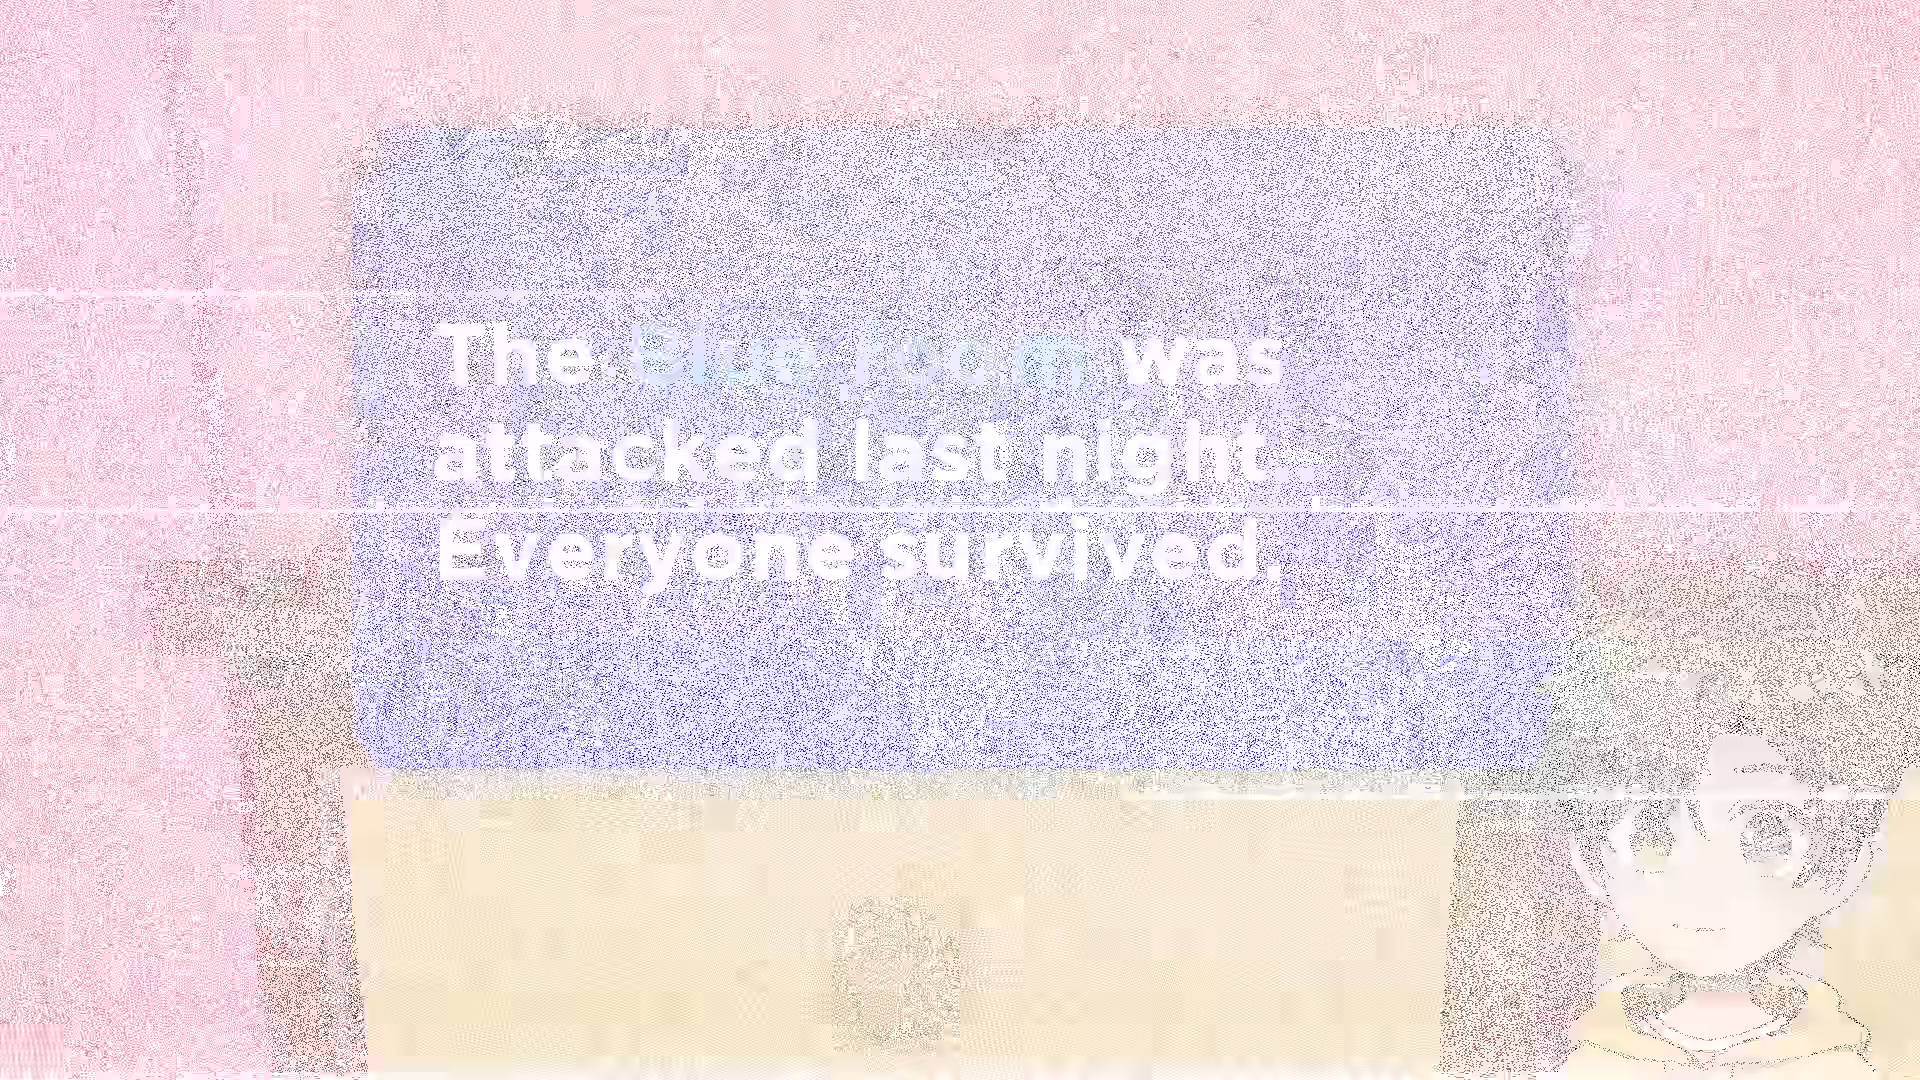 The Blue room was
attacked last night.
Everyone survived.